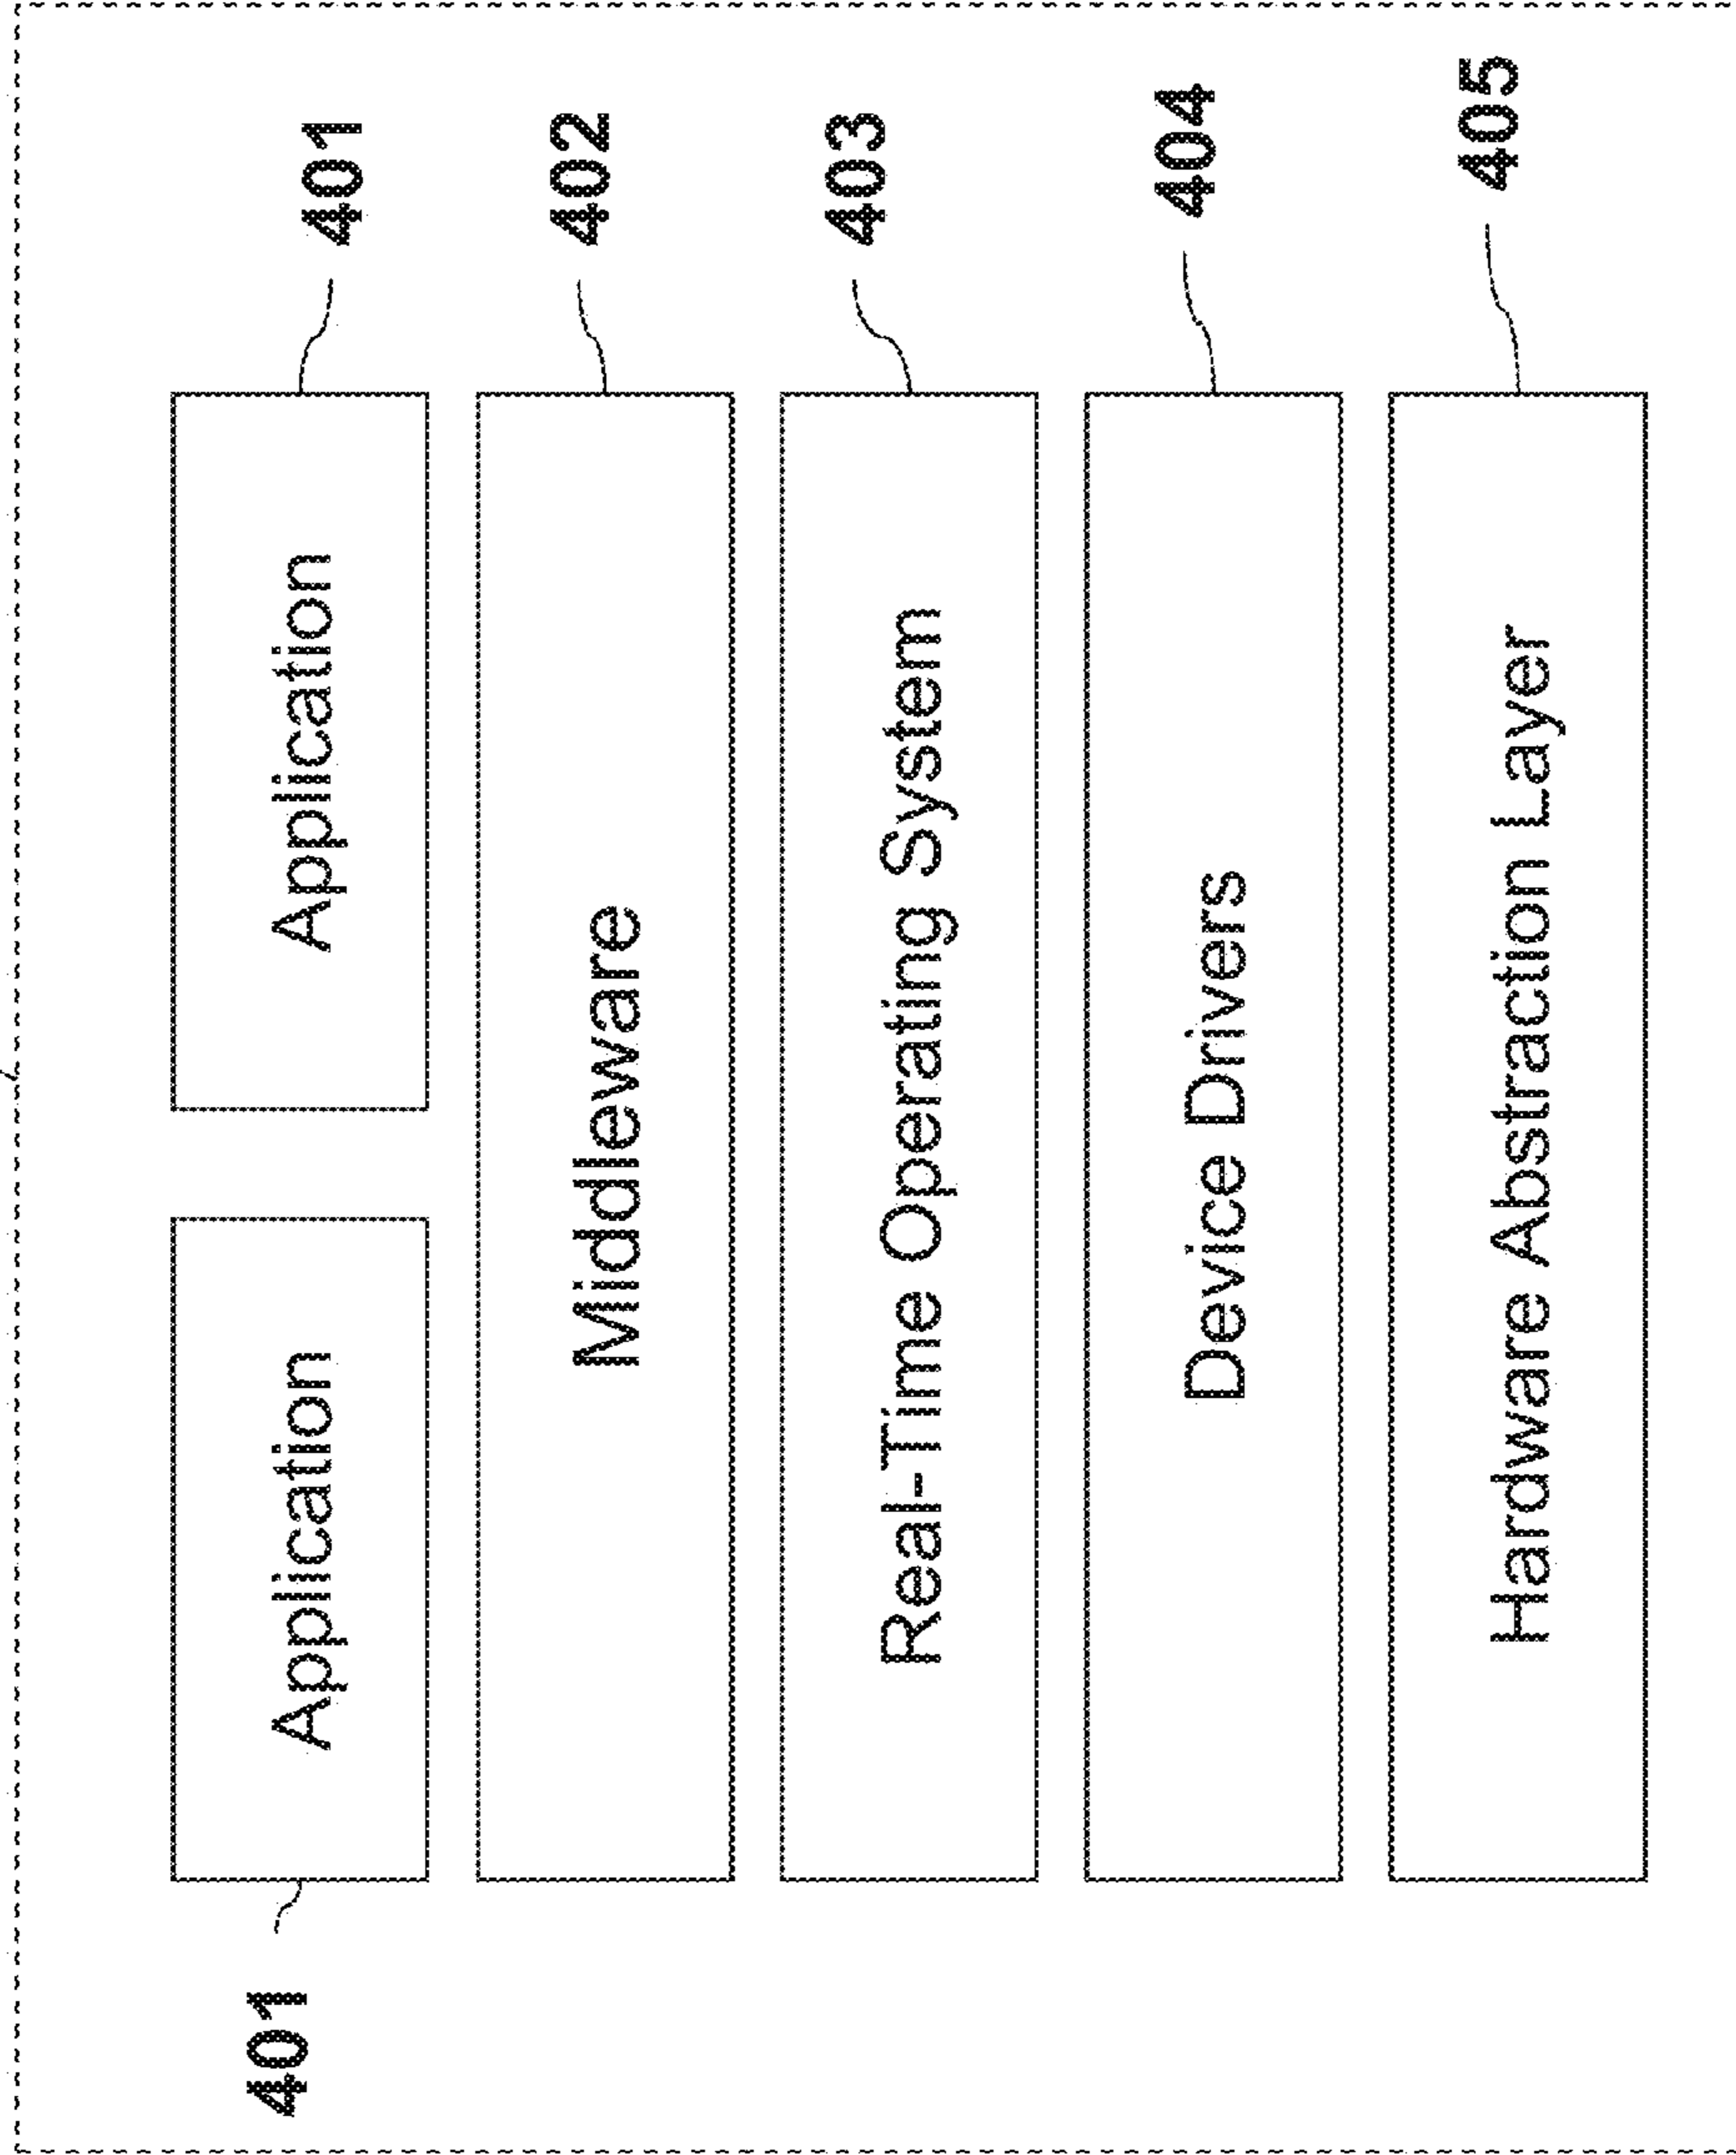 401
Application
Application
401
Middleware
402
Real-Time Operating System
403
Device Drivers
404
Hardware Abstraction Layer
405